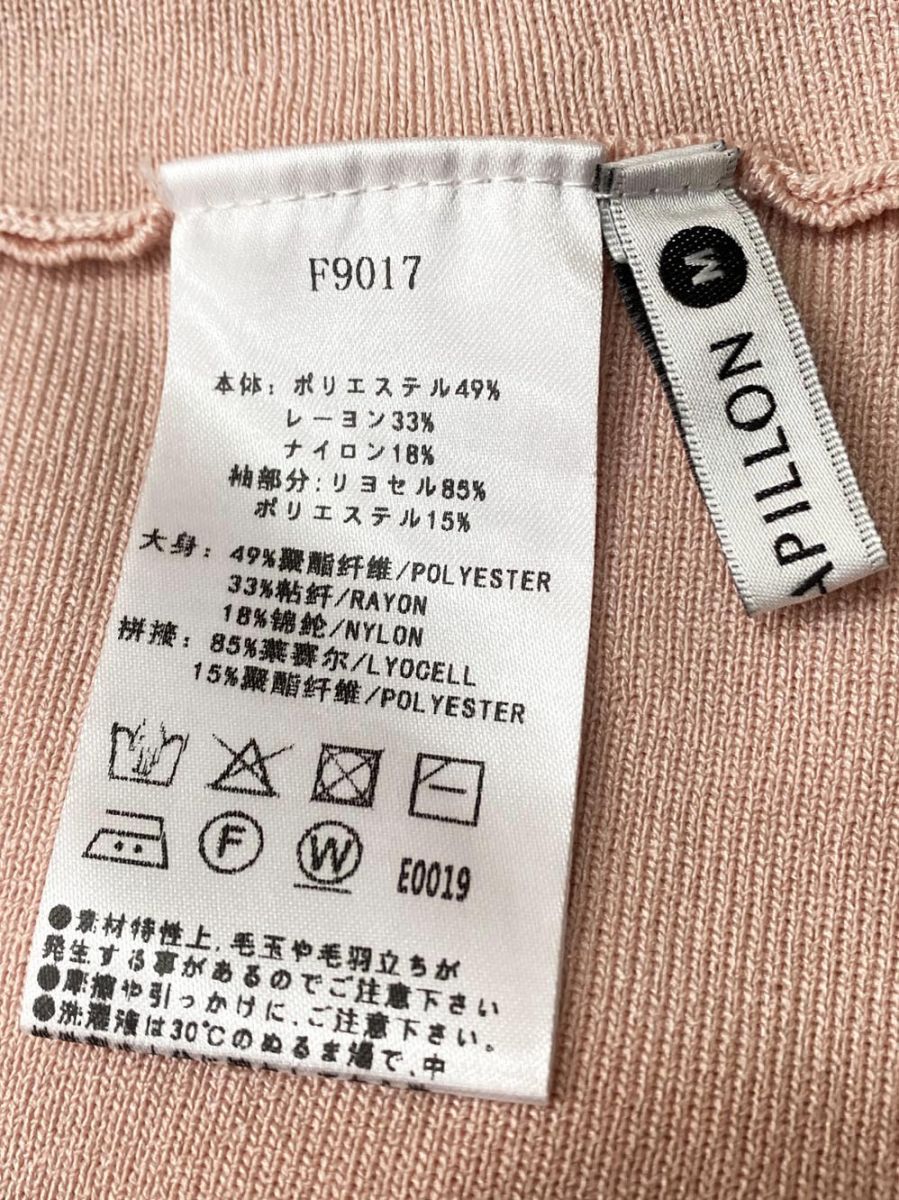 F9017
本体: ポリエステル49%
レーヨン33%
ナイロン18%
袖部分:リヨセル85%
ポリエステル15%
大身: 49%聚酯纤维/POLYESTER
33%粘纤/RAYON
18%锦纶/NYLON
拼接: 85%莱赛尔/LYOCELL
15%聚酯纤维/POLYESTER
F
W
E0019
●素材特性上,毛玉や毛羽立ちが
発生する事があるのでご注意下さい
●摩擦や引っかけに、ご注意下さい。
●洗濯液は30℃のぬるま湯で、中
M
APILLON